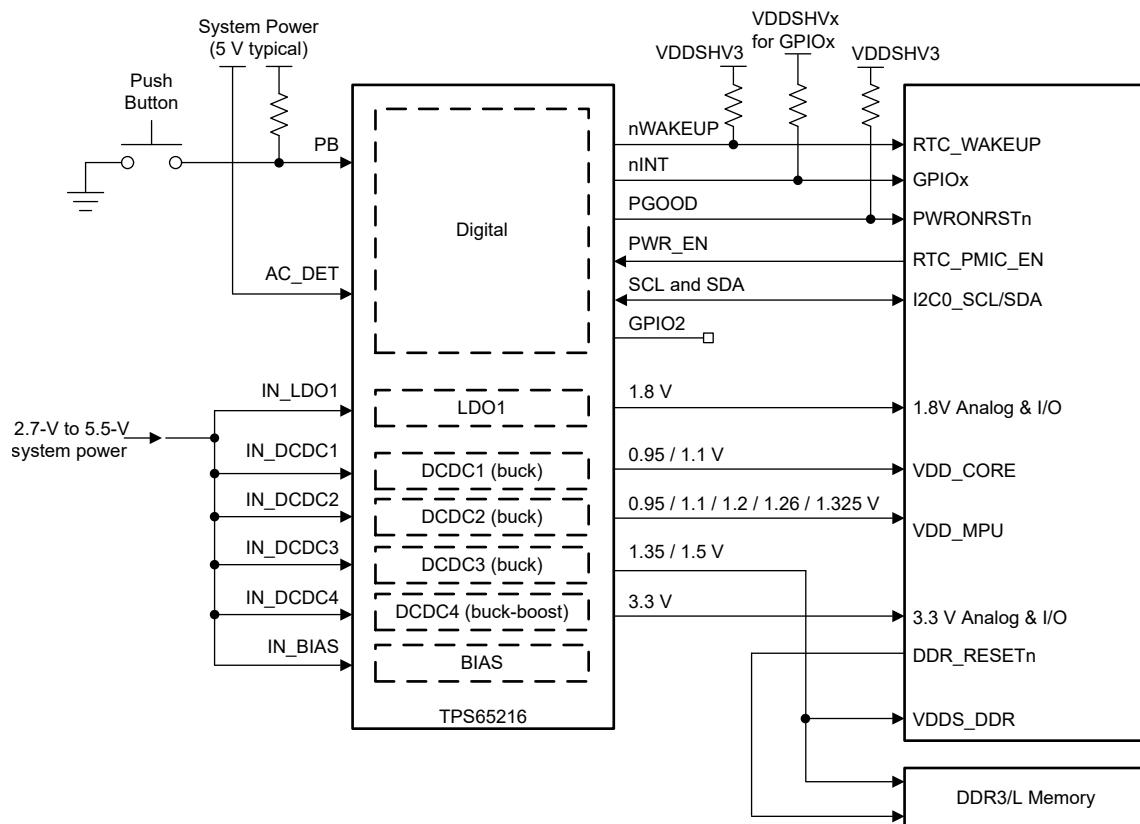 System Power
(5 V typical)
VDDSHVx
for GPIOx
VDDSHV3
VDDSHV3
Push
Button
PB
AC_DET
Digital
nWAKEUP
nINT
PGOOD
PWR_EN
SCL and SDA
GPIO2
RTC_WAKEUP
GPIOx
PWRONRSTn
RTC_PMIC_EN
I2C0_SCL/SDA
2.7-V to 5.5-V
system power
IN_LDO1
IN_DCDC1
IN_DCDC2
IN_DCDC3
IN_DCDC4
IN_BIAS
LDO1
DCDC1 (buck)
DCDC2 (buck)
DCDC3 (buck)
DCDC4 (buck-boost)
BIAS
TPS65216
1.8 V
0.95 / 1.1 V
0.95 / 1.1 / 1.2 / 1.26 / 1.325 V
1.35 / 1.5 V
3.3 V
1.8V Analog & I/O
VDD_CORE
VDD_MPU
3.3 V Analog & I/O
DDR_RESETn
VDDS_DDR
DDR3/L Memory